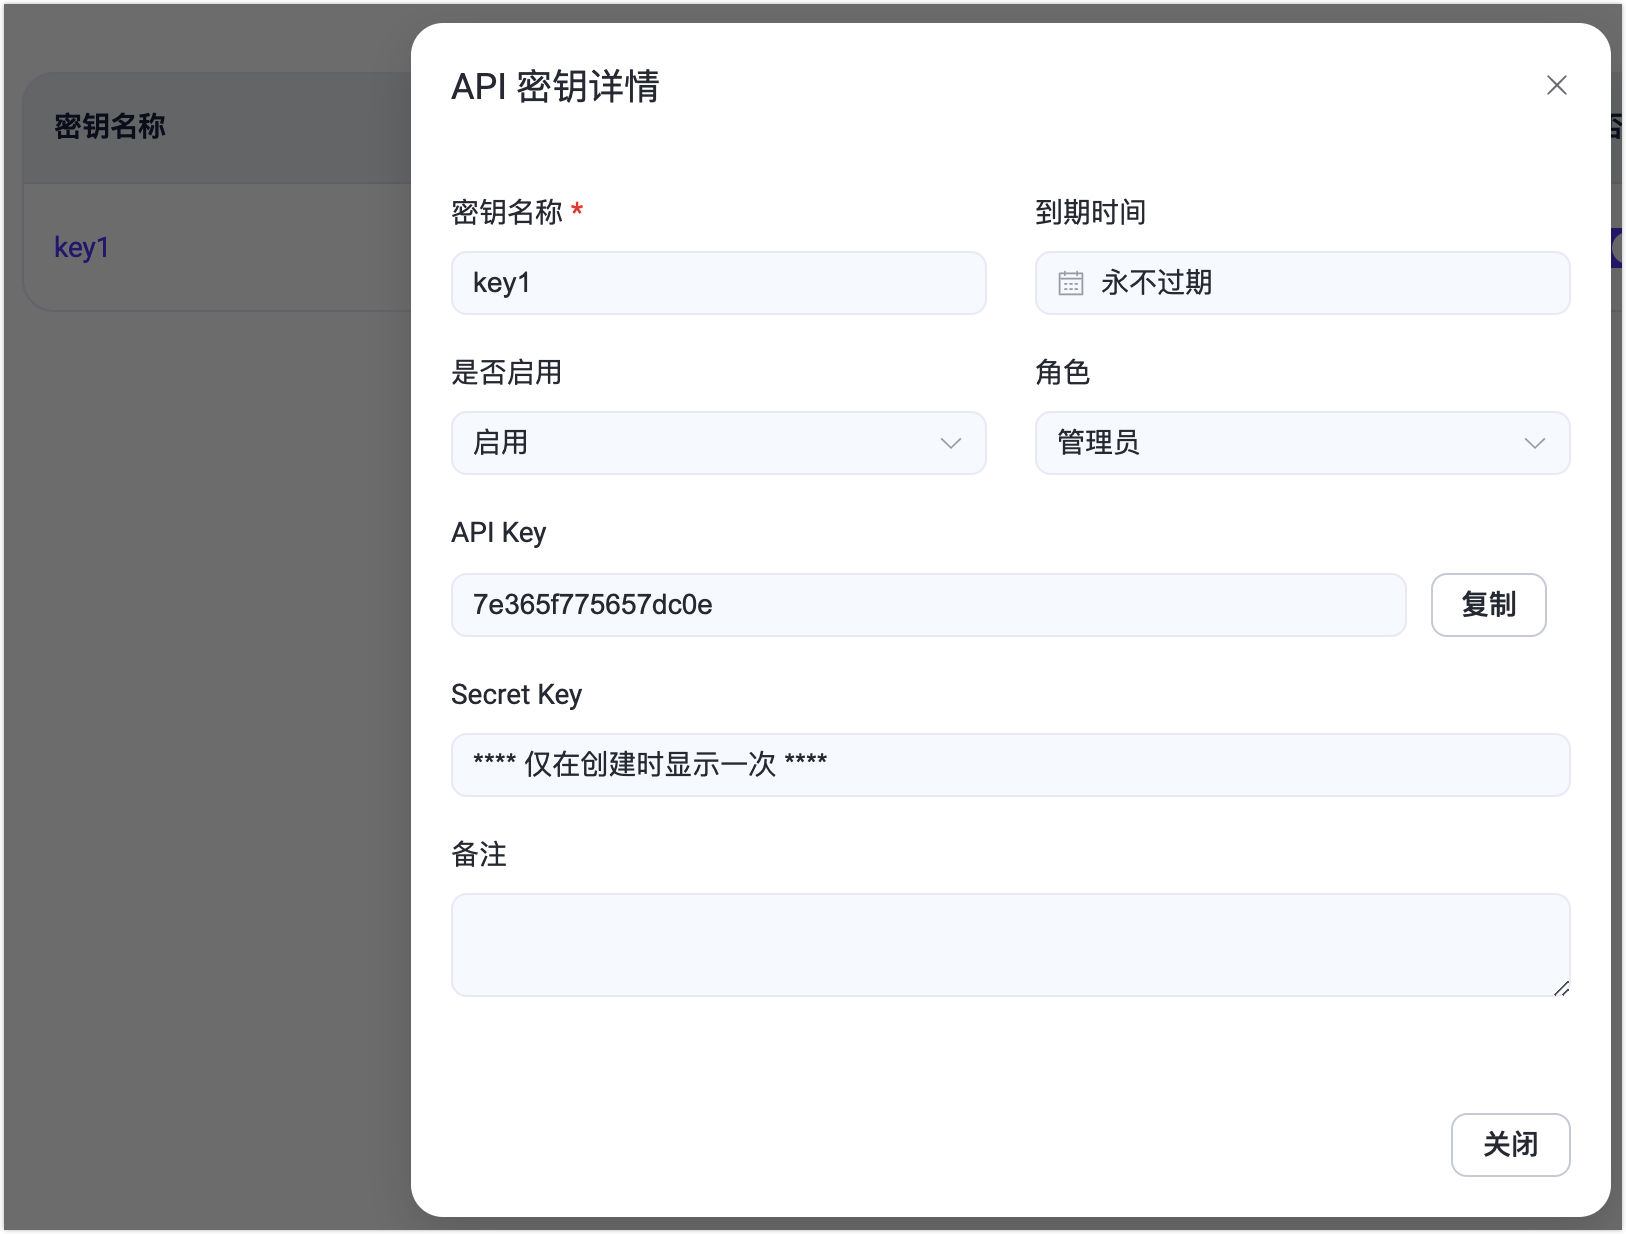 API 密钥详情
密钥名称
key1
密钥名称 *
key1
到期时间
永不过期
是否启用
启用
角色
管理员
API Key
7e365f775657dc0e
复制
Secret Key
**** 仅在创建时显示一次 ****
备注
关闭